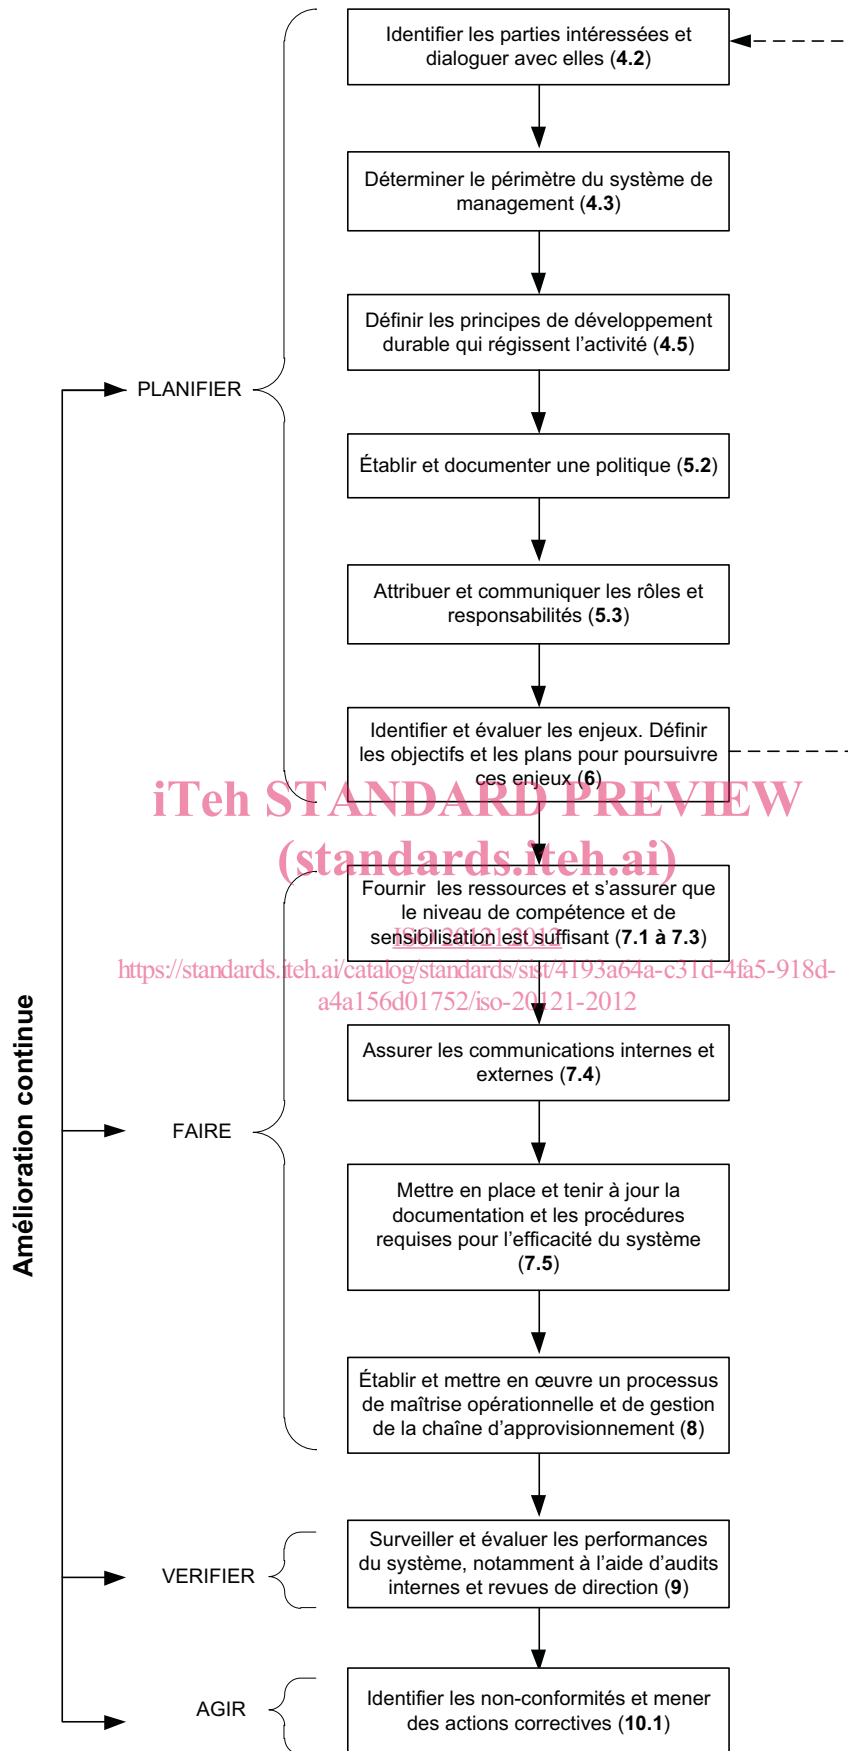 Identifier les parties intéressées et
dialoguer avec elles (4.2)
Déterminer le périmètre du système de
management (4.3)
Définir les principes de développement
durable qui régissent l’activité (4.5)
PLANIFIER
Établir et documenter une politique (5.2)
Attribuer et communiquer les rôles et
responsabilités (5.3)
Identifier et évaluer les enjeux. Définir
les objectifs et les plans pour poursuivre
ces enjeux (6)
iTeh STANDARD PREVIEW
(standards.iteh.ai)
Fournir les ressources et s’assurer que
le niveau de compétence et de
sensibilisation est suffisant (7.1 à 7.3)
ISO 20121:2012
https://standards.iteh.ai/catalog/standards/sist/4193a64a-c31d-4fa5-918d-
a4a156d01752/iso-20121-2012
Amélioration continue
Assurer les communications internes et
externes (7.4)
FAIRE
Mettre en place et tenir à jour la
documentation et les procédures
requises pour l’efficacité du système
(7.5)
Établir et mettre en œuvre un processus
de maîtrise opérationnelle et de gestion
de la chaîne d’approvisionnement (8)
Surveiller et évaluer les performances
du système, notamment à l’aide d’audits
internes et revues de direction (9)
VERIFIER
Identifier les non-conformités et mener
des actions correctives (10.1)
AGIR